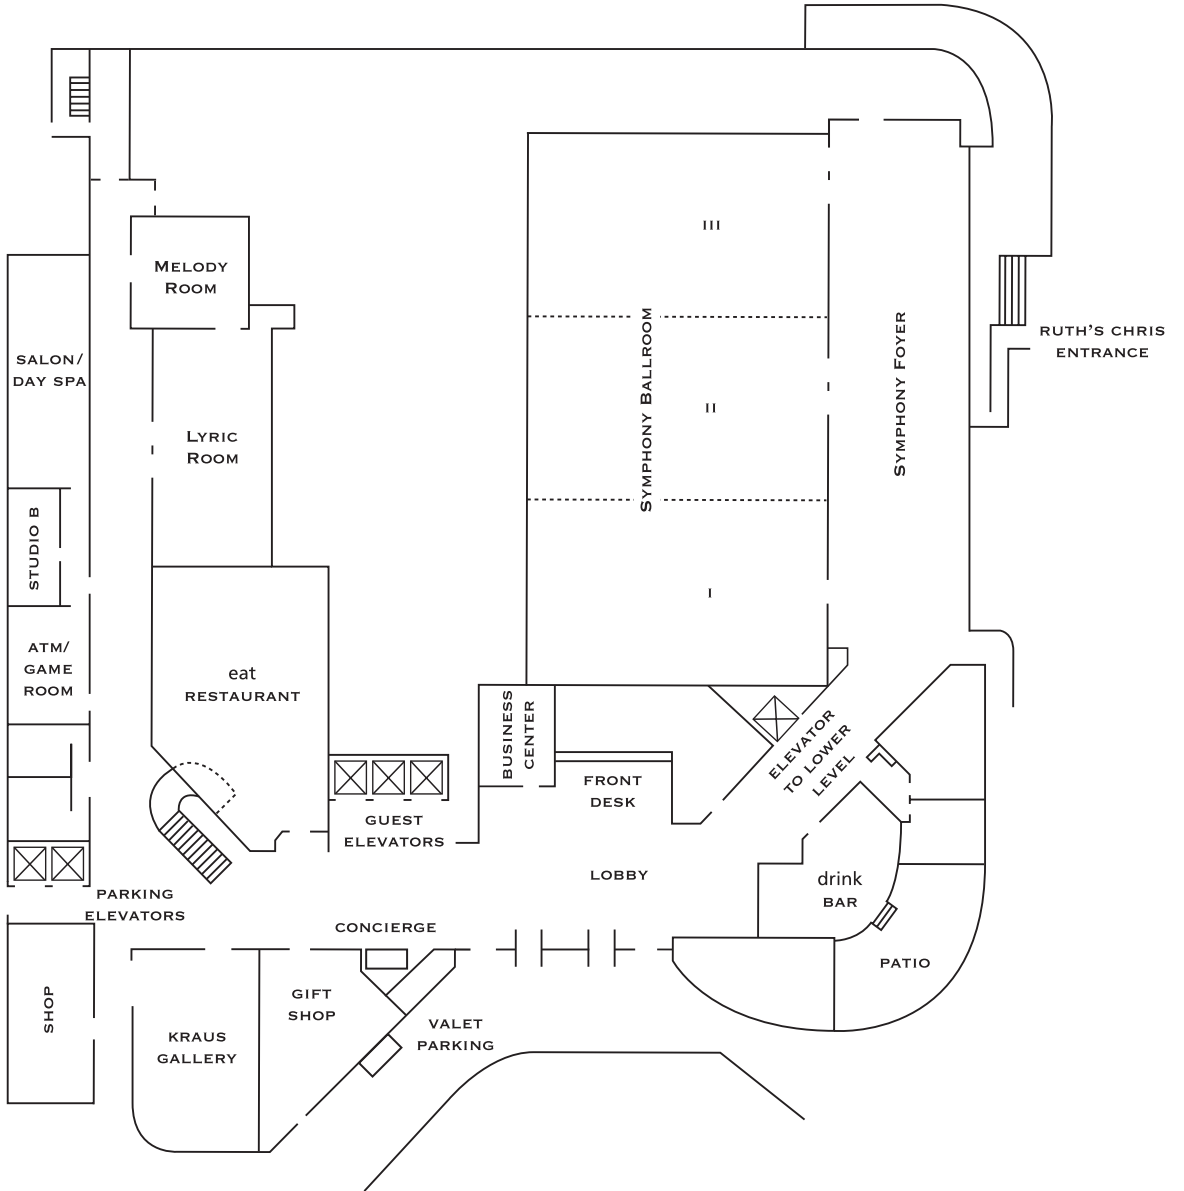 III
MELODY
ROOM
RUTH'S CHRIS
ENTRANCE
SALON/
DAY SPA
SYMPHONY BALLROOM
SYMPHONY FOYER
II
LYRIC
ROOM
STUDIO B
I
ATM/
GAME
ROOM
eat
RESTAURANT
BUSINESS
CENTER
ELEVATOR
TO LOWER
LEVEL
FRONT
DESK
GUEST
ELEVATORS
LOBBY
drink
BAR
PARKING
ELEVATORS
CONCIERGE
PATIO
SHOP
GIFT
SHOP
VALET
PARKING
KRAUS
GALLERY